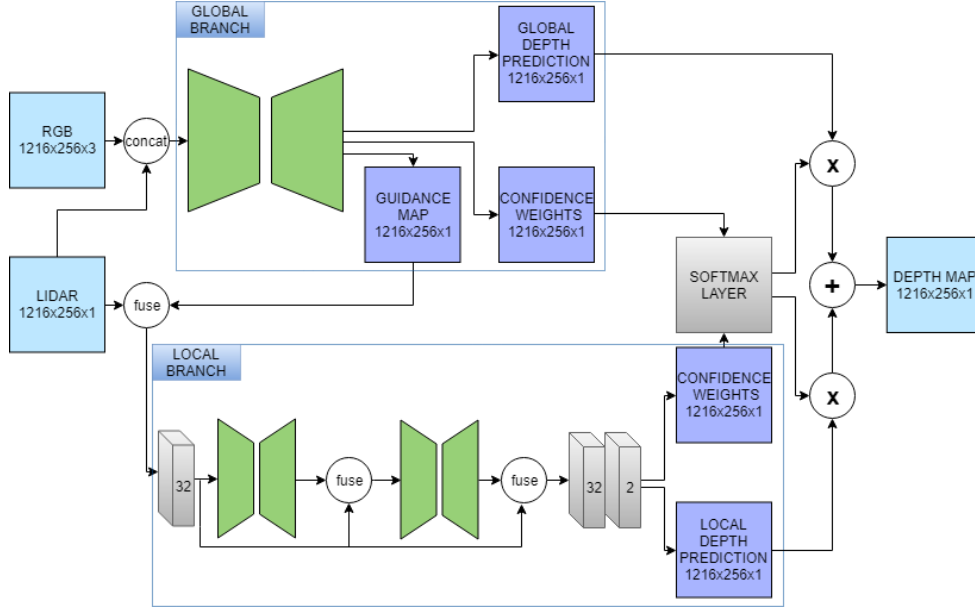 GLOBAL
BRANCH
GLOBAL
DEPTH
PREDICTION
1216x256x1
RGB
1216x256x3
concat
GUIDANCE
MAP
1216x256x1
CONFIDENCE
WEIGHTS
1216x256x1
X
LIDAR
1216x256x1
fuse
SOFTMAX
LAYER
+
DEPTH MAP
1216x256x1
LOCAL
BRANCH
CONFIDENCE
WEIGHTS
1216x256x1
X
32
fuse
fuse
32
2
LOCAL
DEPTH
PREDICTION
1216x256x1